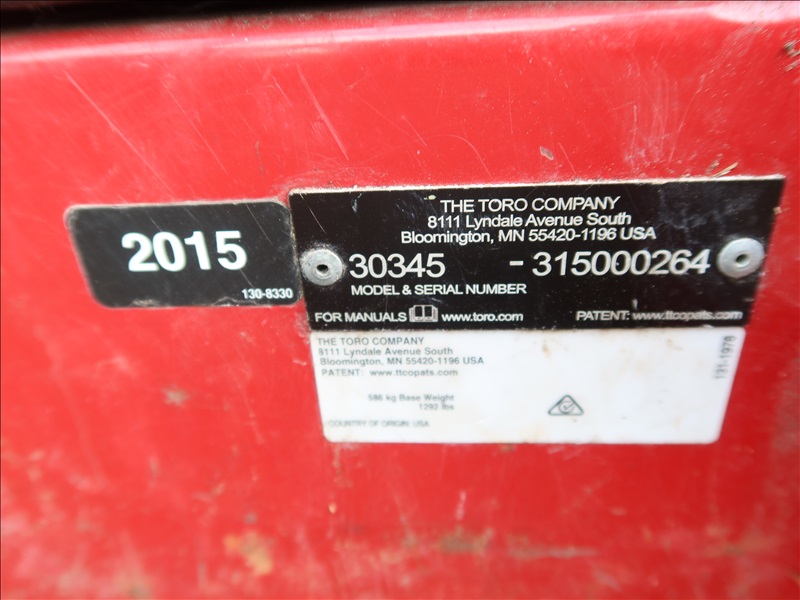 2015
130-8330
THE TORO COMPANY
8111 Lyndale Avenue South
Bloomington, MN 55420-1196 USA
30345 - 315000264
MODEL & SERIAL NUMBER
FOR MANUALS www.toro.com PATENT: www.ttcopats.com
THE TORO COMPANY
8111 Lyndale Avenue South
Bloomington, MN 55420-1196 USA
PATENT: www.ttcopats.com
586 kg Base Weight
1292 lbs
COUNTRY OF ORIGIN: USA
131-1978